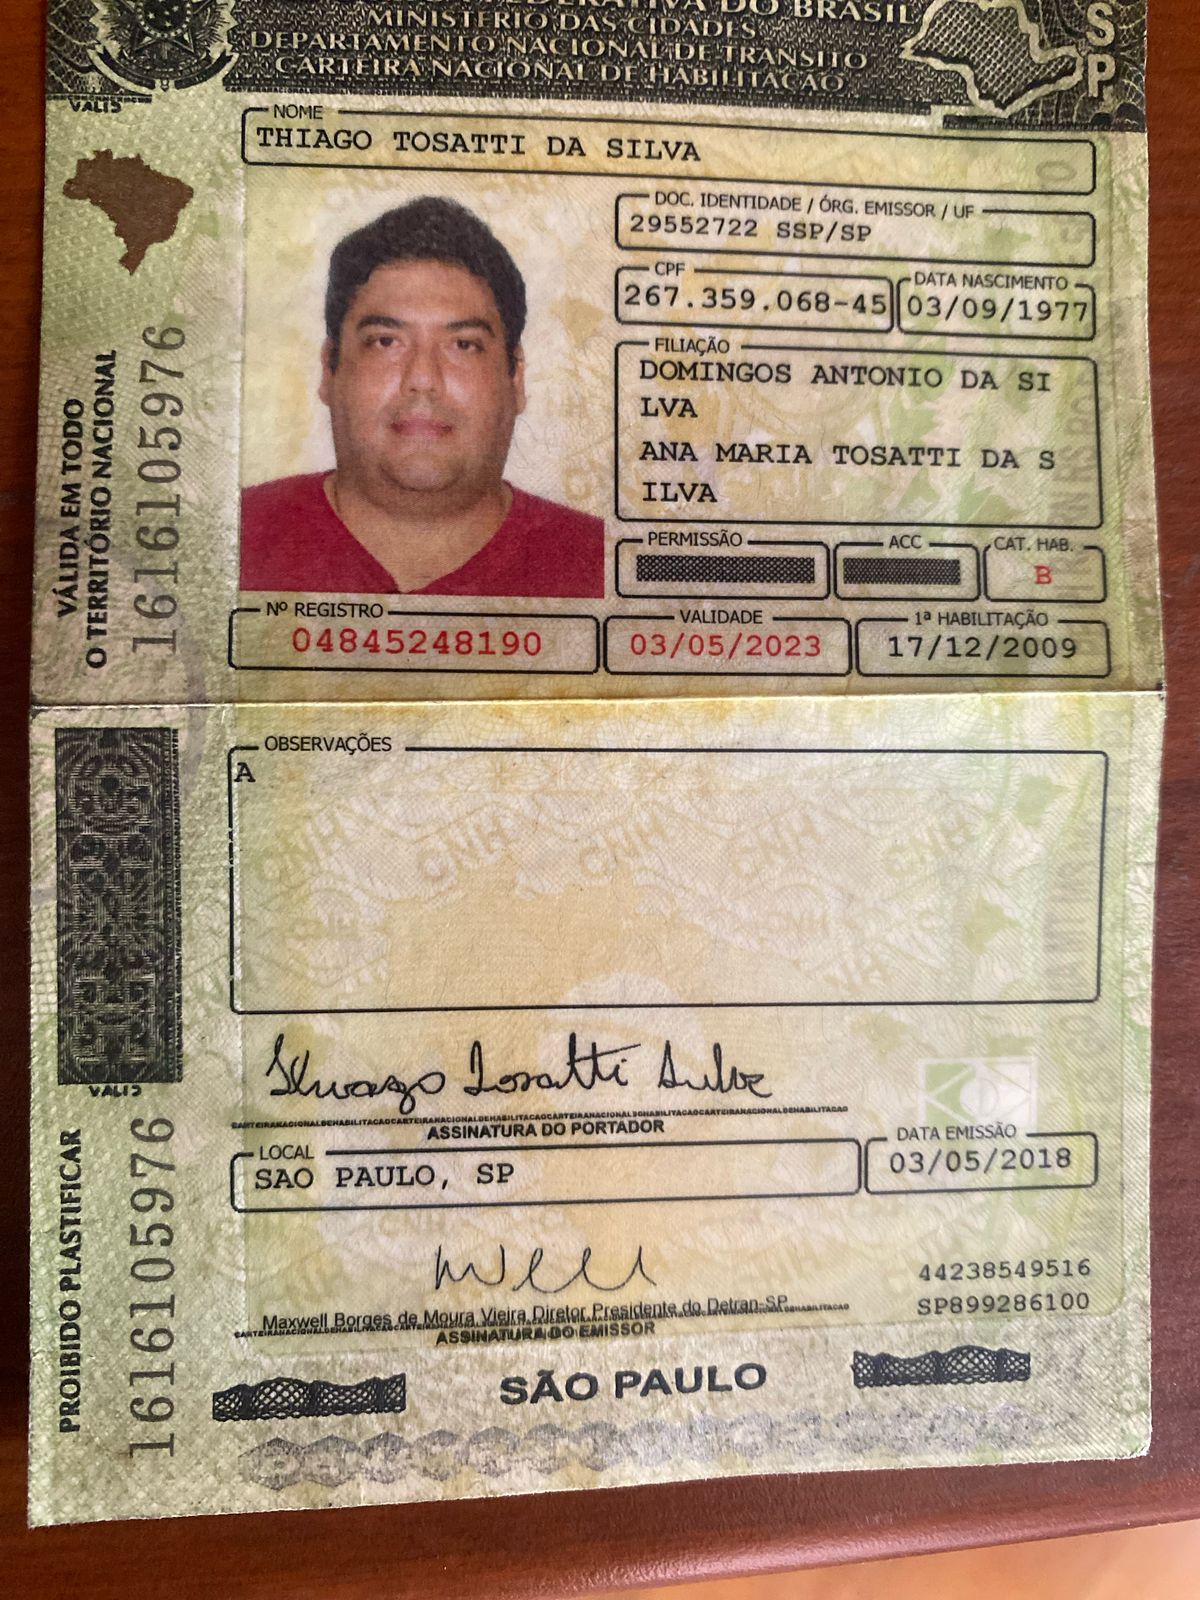 FEDERATIVA DO BRASIL
MINISTÉRIO DAS CIDADES
DEPARTAMENTO NACIONAL DE TRÂNSITO
CARTEIRA NACIONAL DE HABILITAÇÃO
SP
NOME
THIAGO TOSATTI DA SILVA
DOC. IDENTIDADE / ÓRG. EMISSOR / UF
29552722 SSP/SP
CPF
267.359.068-45
DATA NASCIMENTO
03/09/1977
FILIAÇÃO
DOMINGOS ANTONIO DA SI
LVA
ANA MARIA TOSATTI DA S
ILVA
PERMISSÃO
ACC
CAT. HAB.
B
Nº REGISTRO
04845248190
VALIDADE
03/05/2023
1ª HABILITAÇÃO
17/12/2009
VÁLIDA EM TODO
O TERRITÓRIO NACIONAL
1616105976
OBSERVAÇÕES
A
Thiago Tosatti Silva
ASSINATURA DO PORTADOR
LOCAL
SAO PAULO, SP
DATA EMISSÃO
03/05/2018
44238549516
SP899286100
Maxwell Borges de Moura Vieira Diretor Presidente do Detran-SP
ASSINATURA DO EMISSOR
SÃO PAULO
PROIBIDO PLASTIFICAR
1616105976